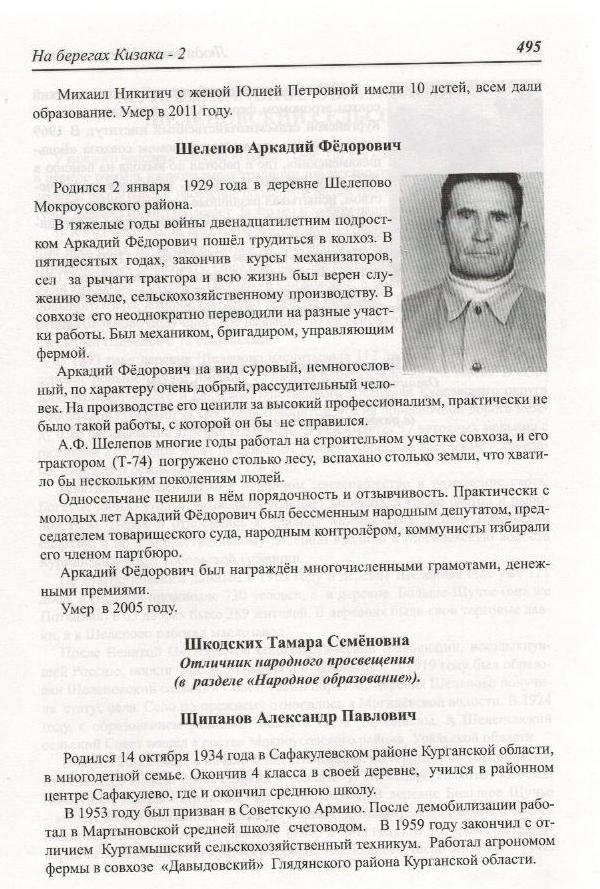 На берегах Кизака - 2
495
Михаил Никитич с женой Юлией Петровной имели 10 детей, всем дали
образование. Умер в 2011 году.
Шелепов Аркадий Фёдорович
Родился 2 января 1929 года в деревне Шелепово
Мокроусовского района.
В тяжелые годы войны двенадцатилетним подрост-
ком Аркадий Фёдорович пошёл трудиться в колхоз. В
пятидесятых годах, закончив курсы механизаторов,
сел за рычаги трактора и всю жизнь был верен слу-
жению земле, сельскохозяйственному производству. В
совхозе его неоднократно переводили на разные участ-
ки работы. Был механиком, бригадиром, управляющим
фермой.
Аркадий Фёдорович на вид суровый, немногослов-
ный, по характеру очень добрый, рассудительный чело-
век. На производстве его ценили за высокий профессионализм, практически не
было такой работы, с которой он бы не справился.
А.Ф. Шелепов многие годы работал на строительном участке совхоза, и его
трактором (Т-74) погружено столько лесу, вспахано столько земли, что хвати-
ло бы нескольким поколениям людей.
Односельчане ценили в нём порядочность и отзывчивость. Практически с
молодых лет Аркадий Фёдорович был бессменным народным депутатом, пред-
седателем товарищеского суда, народным контролёром, коммунисты избирали
его членом партбюро.
Аркадий Фёдорович был награждён многочисленными грамотами, денеж-
ными премиями.
Умер в 2005 году.
Шкодских Тамара Семёновна
Отличник народного просвещения
(в разделе «Народное образование»).
Щипанов Александр Павлович
Родился 14 октября 1934 года в Сафакулевском районе Курганской области,
в многодетной семье. Окончив 4 класса в своей деревне, учился в районном
центре Сафакулево, где и окончил среднюю школу.
В 1953 году был призван в Советскую Армию. После демобилизации рабо-
тал в Мартыновской средней школе счетоводом. В 1959 году закончил с от-
личием Куртамышский сельскохозяйственный техникум. Работал агрономом
фермы в совхозе «Давыдовский» Глядянского района Курганской области.